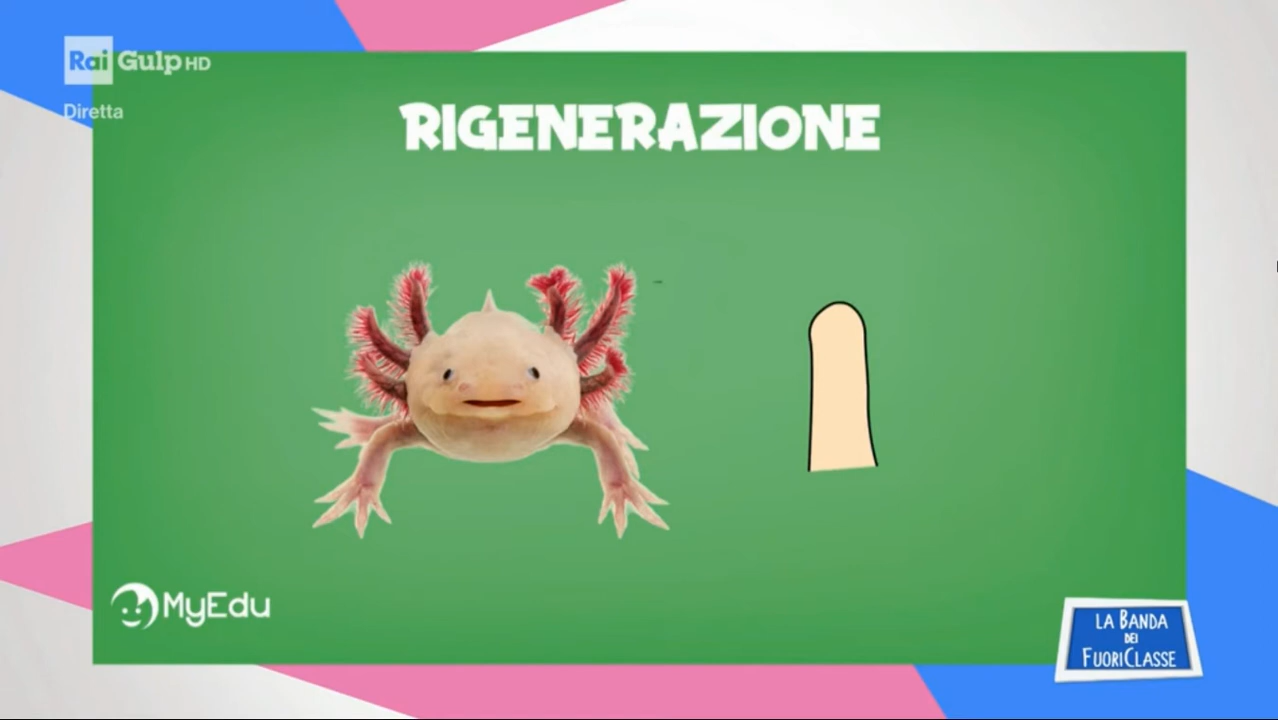 Rai Gulp HD
Diretta
RIGENERAZIONE
MyEdu
LA BANDA
DEI
FUORICLASSE